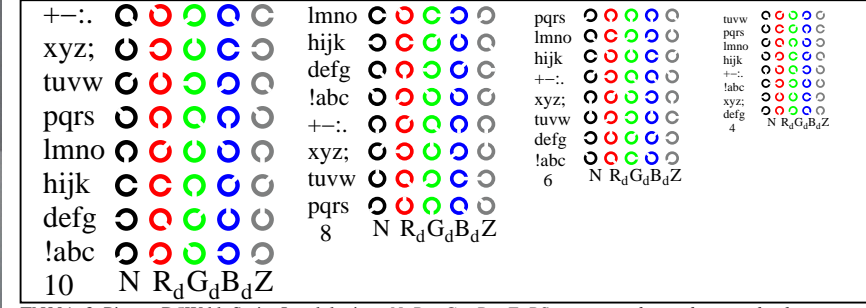 +−:.
xyz;
tuvw
pqrs
lmno
hijk
defg
!abc
10 N RdGdBdZ
lmno
hijk
defg
!abc
+−:.
xyz;
tuvw
pqrs
8 N RdGdBdZ
pqrs
lmno
hijk
+−:.
xyz;
tuvw
defg
!abc
6 N RdGdBdZ
tuvw
pqrs
lmno
hijk
+−:.
!abc
xyz;
defg
4 N RdGdBdZ